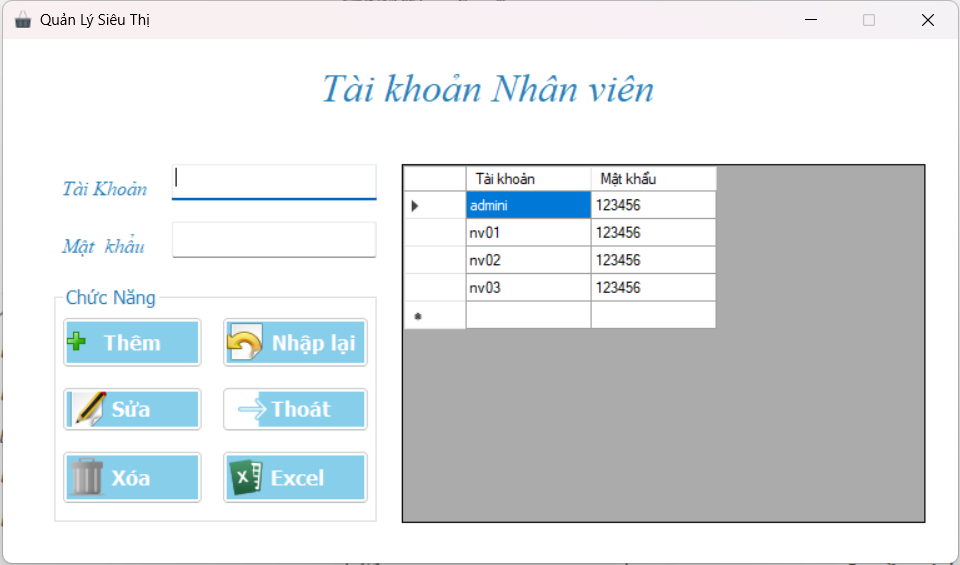 Quản Lý Siêu Thị
Tài khoản Nhân viên
Tài Khoản
Mật khẩu
Chức Năng
Thêm Nhập lại
Sửa Thoát
Xóa Excel
Tài khoản Mật khẩu
admini 123456
nv01 123456
nv02 123456
nv03 123456